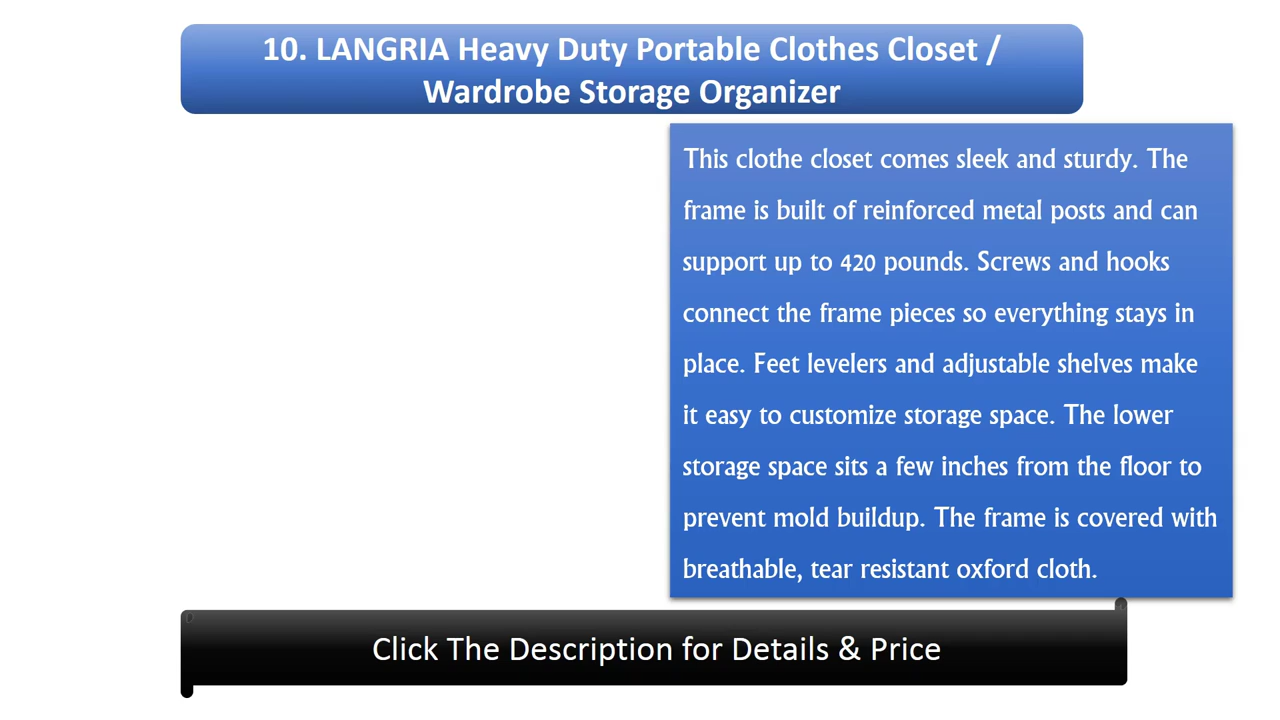 10. LANGRIA Heavy Duty Portable Clothes Closet /
Wardrobe Storage Organizer
This clothe closet comes sleek and sturdy. The
frame is built of reinforced metal posts and can
support up to 420 pounds. Screws and hooks
connect the frame pieces so everything stays in
place. Feet levelers and adjustable shelves make
it easy to customize storage space. The lower
storage space sits a few inches from the floor to
prevent mold buildup. The frame is covered with
breathable, tear resistant oxford cloth.
Click The Description for Details & Price